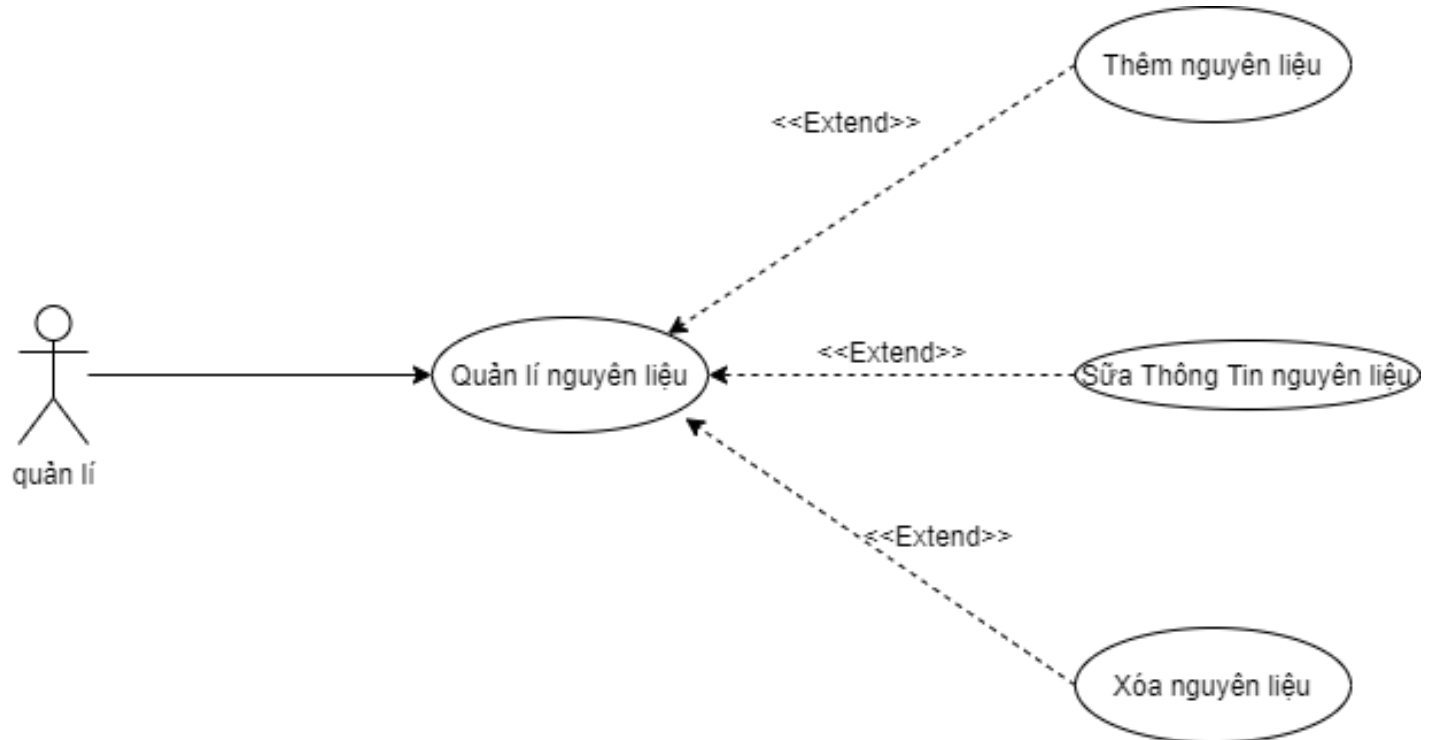 Thêm nguyên liệu
<<Extend>>
<<Extend>>
Quản lí nguyên liệu
Sữa Thông Tin nguyên liệu
quản lí
<<Extend>>
Xóa nguyên liệu